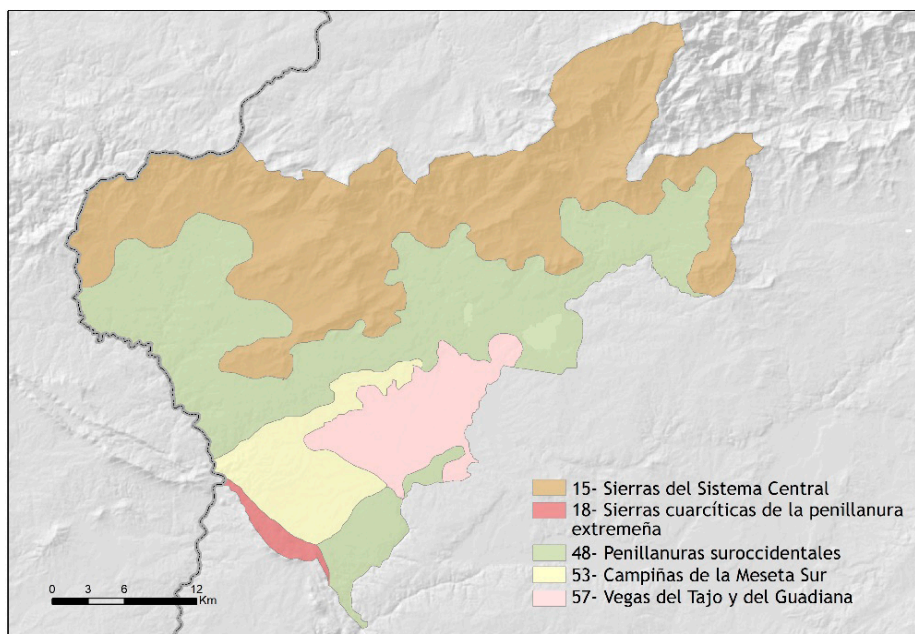 15- Sierras del Sistema Central
18- Sierras cuarcíticas de la penillanura
extremeña
48- Penillanuras suroccidentales
53- Campiñas de la Meseta Sur
57- Vegas del Tajo y del Guadiana
0 3 6 12
Km